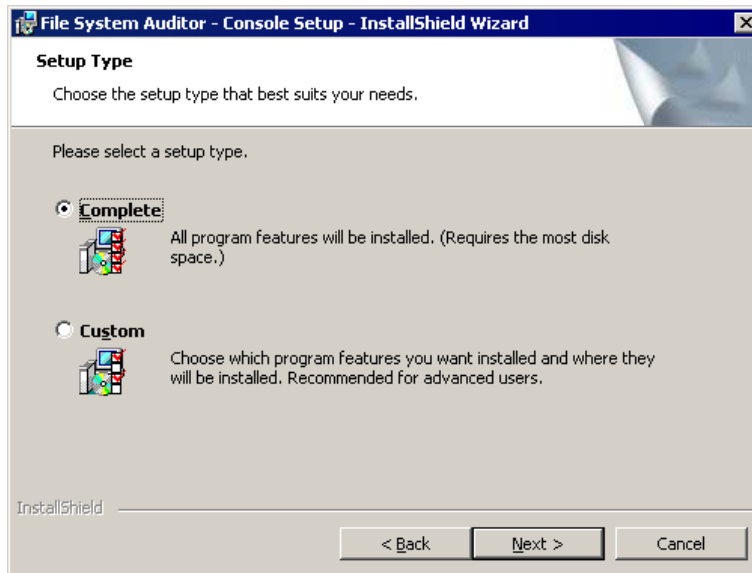 File System Auditor - Console Setup - InstallShield Wizard
Setup Type
Choose the setup type that best suits your needs.
Please select a setup type.
Complete
All program features will be installed. (Requires the most disk
space.)
Custom
Choose which program features you want installed and where they
will be installed. Recommended for advanced users.
InstallShield
< Back Next > Cancel